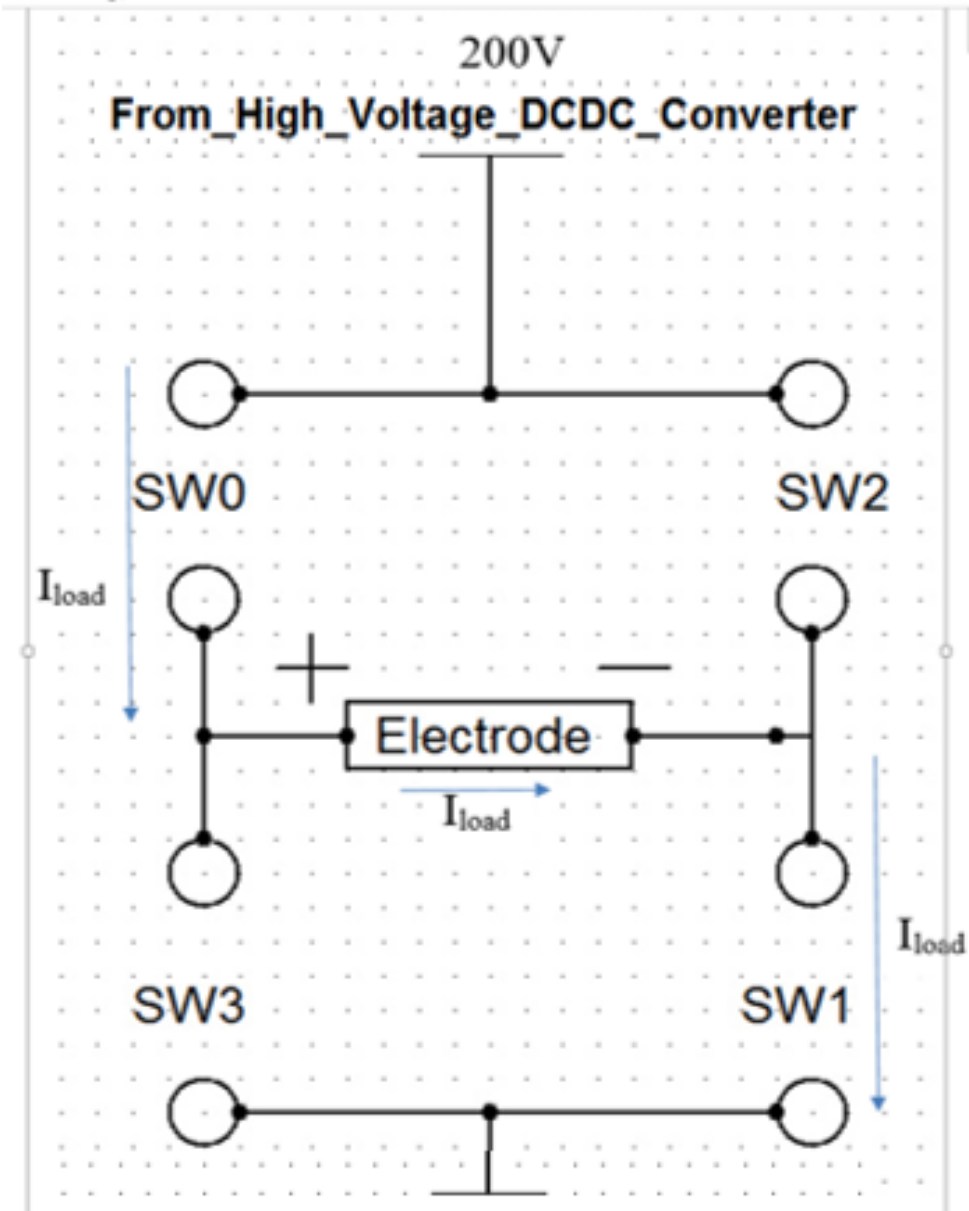 200V
From_High_Voltage_DCDC_Converter
SW0
SW2
Iload
+
—
Electrode
Iload
Iload
SW3
SW1